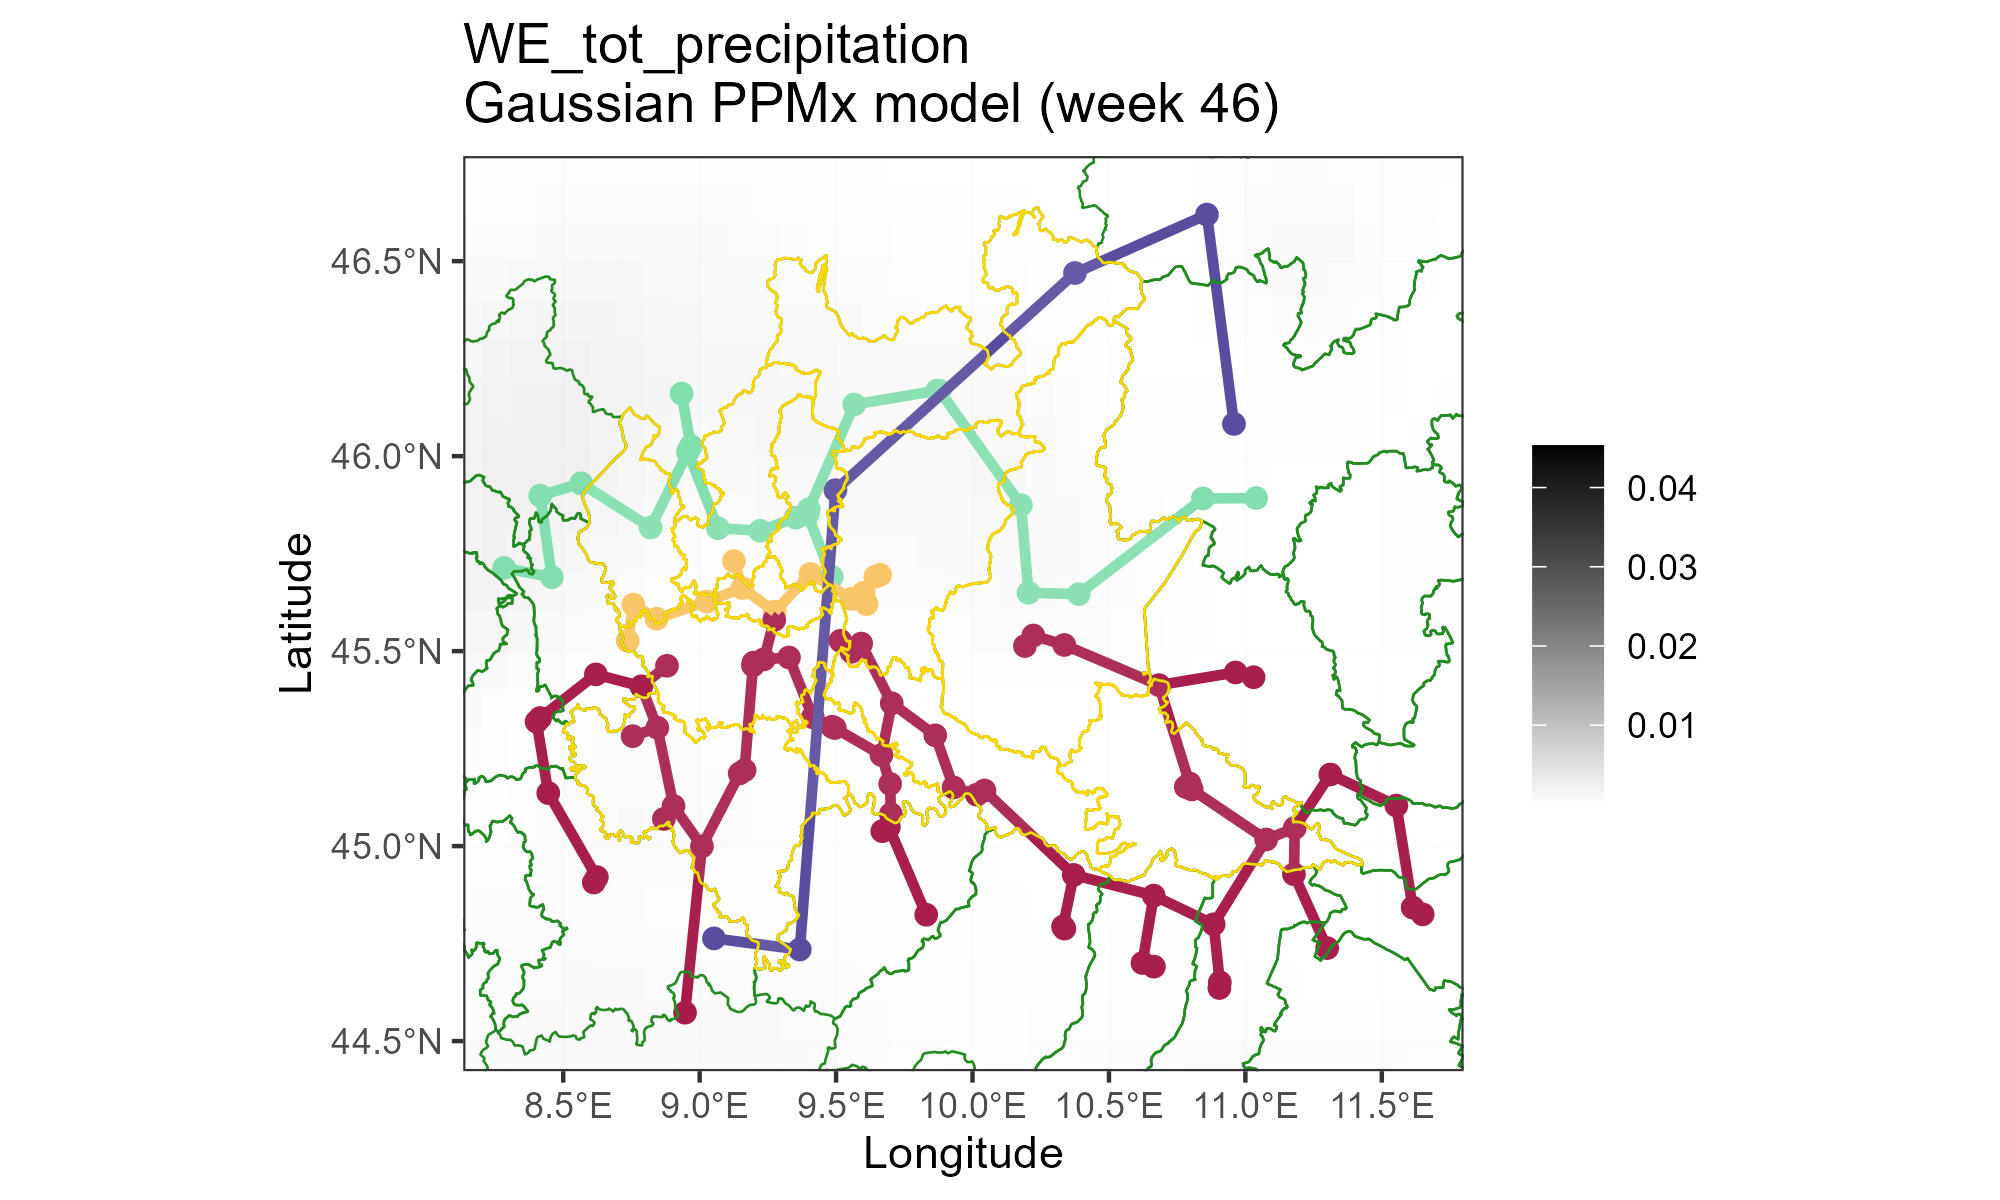 WE_tot_precipitation
Gaussian PPMx model (week 46)
46.5°N
46.0°N
45.5°N
45.0°N
44.5°N
Latitude
8.5°E 9.0°E 9.5°E 10.0°E 10.5°E 11.0°E 11.5°E
Longitude
0.04
0.03
0.02
0.01